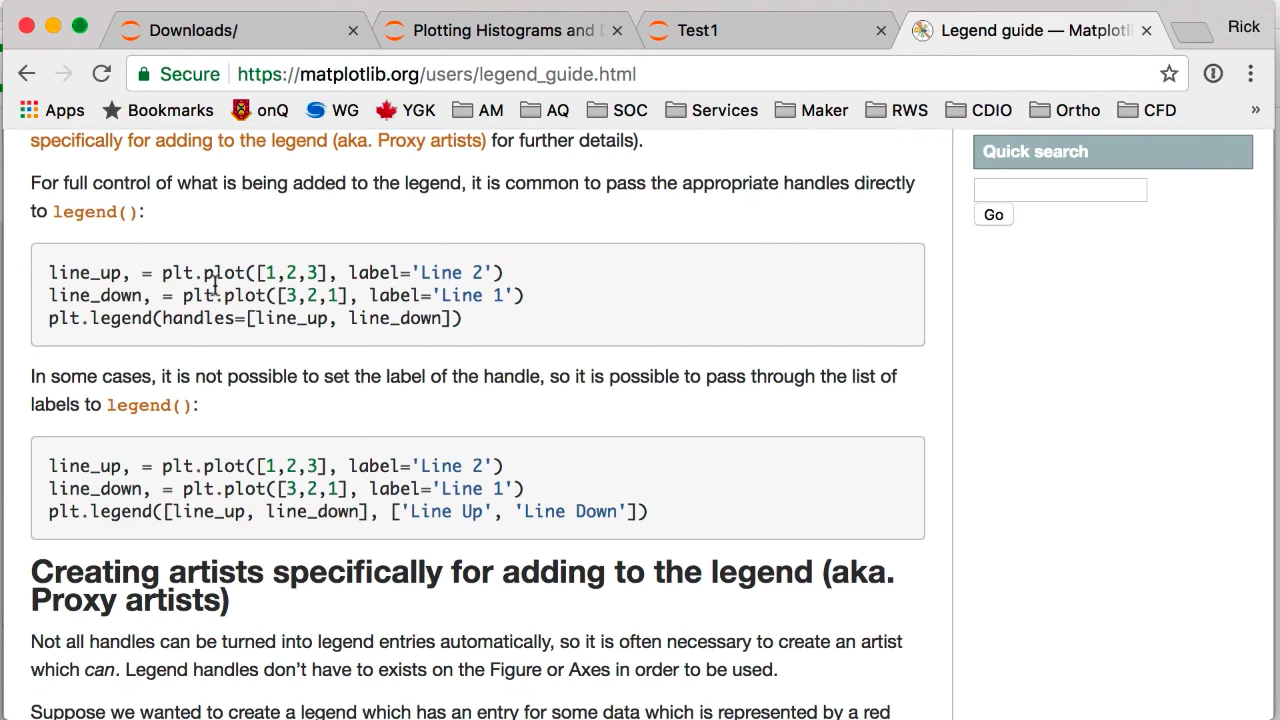 Downloads/
Plotting Histograms and D
Test1
Legend guide — Matplotli
Rick
Secure https://matplotlib.org/users/legend_guide.html
Apps Bookmarks onQ WG YGK AM AQ SOC Services Maker RWS CDIO Ortho CFD »
specifically for adding to the legend (aka. Proxy artists) for further details).
Quick search
Go
For full control of what is being added to the legend, it is common to pass the appropriate handles directly
to legend():
line_up, = plt.plot([1,2,3], label='Line 2')
line_down, = plt.plot([3,2,1], label='Line 1')
plt.legend(handles=[line_up, line_down])
In some cases, it is not possible to set the label of the handle, so it is possible to pass through the list of
labels to legend():
line_up, = plt.plot([1,2,3], label='Line 2')
line_down, = plt.plot([3,2,1], label='Line 1')
plt.legend([line_up, line_down], ['Line Up', 'Line Down'])
Creating artists specifically for adding to the legend (aka.
Proxy artists)
Not all handles can be turned into legend entries automatically, so it is often necessary to create an artist
which can. Legend handles don't have to exists on the Figure or Axes in order to be used.
Suppose we wanted to create a legend which has an entry for some data which is represented by a red